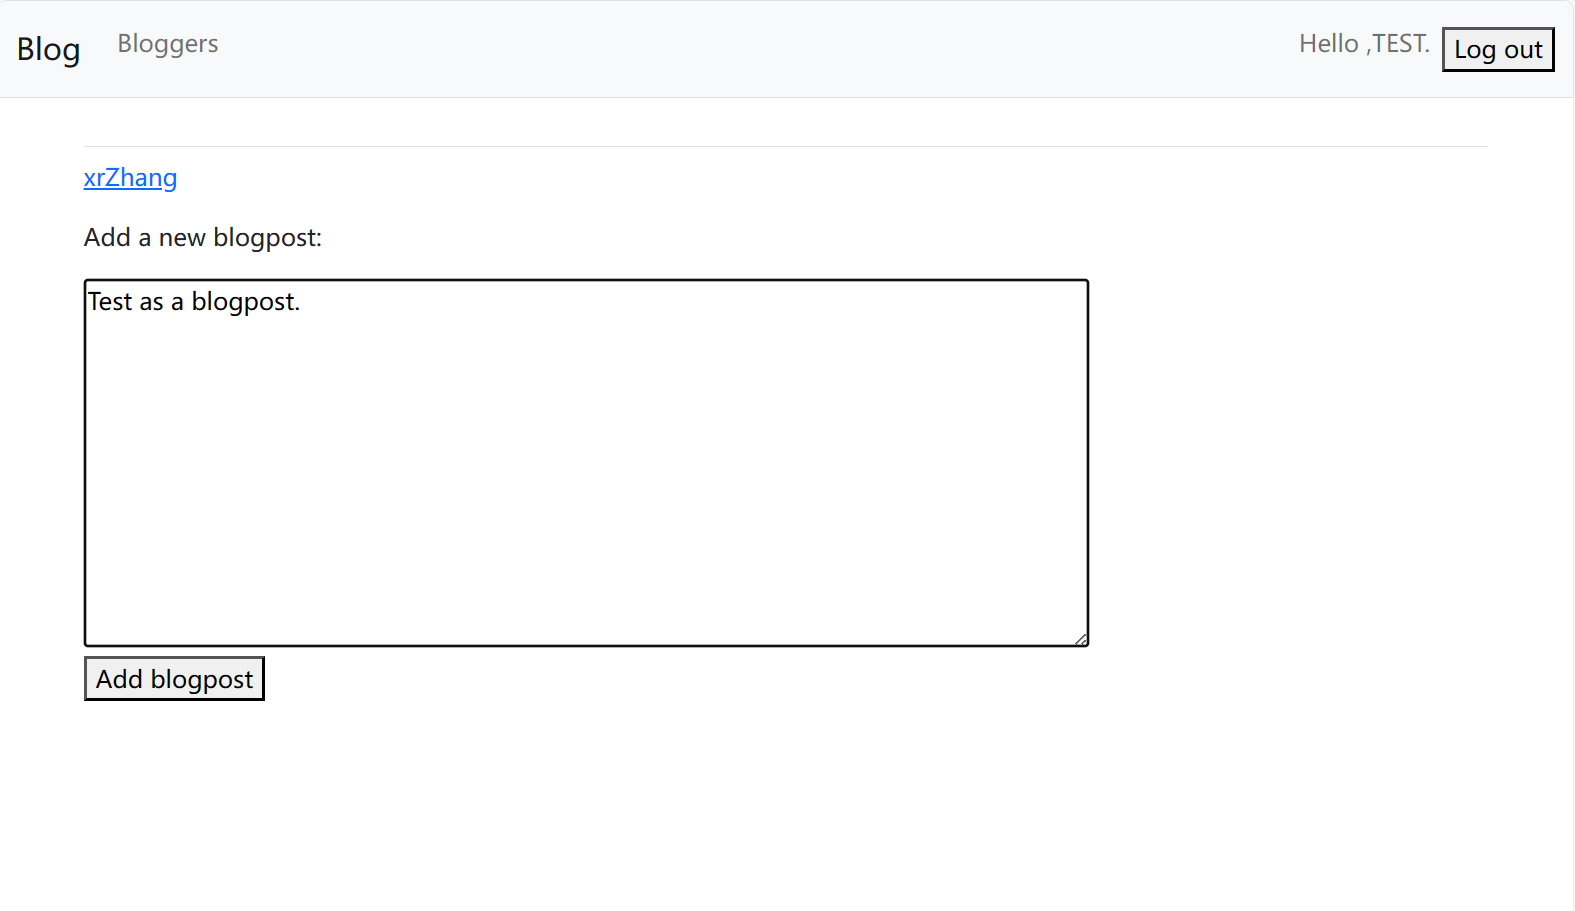 Blog Bloggers Hello ,TEST. Log out
xrZhang
Add a new blogpost:
Test as a blogpost.
Add blogpost